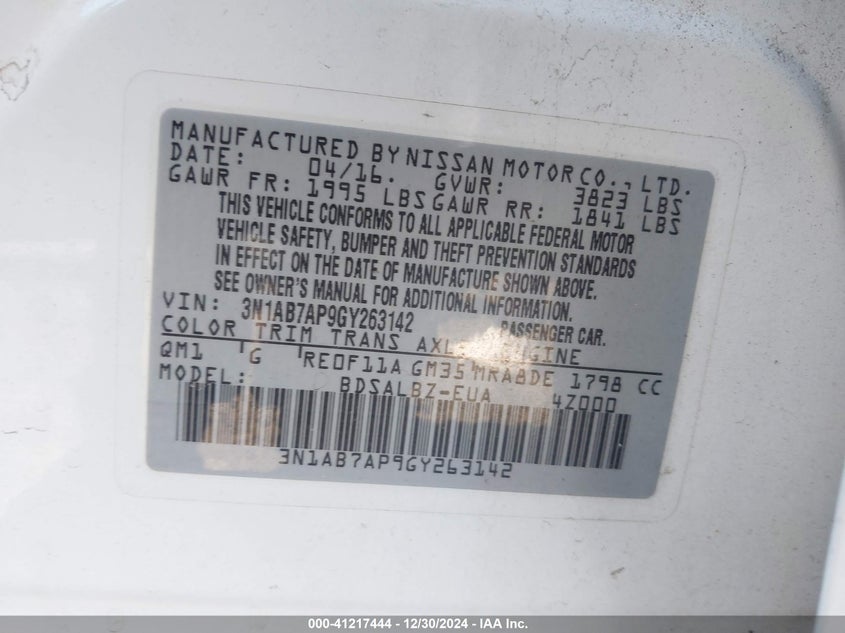 MANUFACTURED BY NISSAN MOTOR CO., LTD.
DATE: 04/16. GVWR: 3823 LBS
GAWR FR: 1995 LBS GAWR RR: 1841 LBS
THIS VEHICLE CONFORMS TO ALL APPLICABLE FEDERAL MOTOR
VEHICLE SAFETY, BUMPER AND THEFT PREVENTION STANDARDS
IN EFFECT ON THE DATE OF MANUFACTURE SHOWN ABOVE.
SEE OWNER'S MANUAL FOR ADDITIONAL INFORMATION.
VIN: 3N1AB7AP9GY263142 PASSENGER CAR.
COLOR TRIM TRANS AXLE ENGINE
QM1 G RE0F11A GM35 MRA8DE 1798 CC
MODEL: BDSALBZ-EUA 4Z000
3N1AB7AP9GY263142
000-41217444 - 12/30/2024 - IAA Inc.